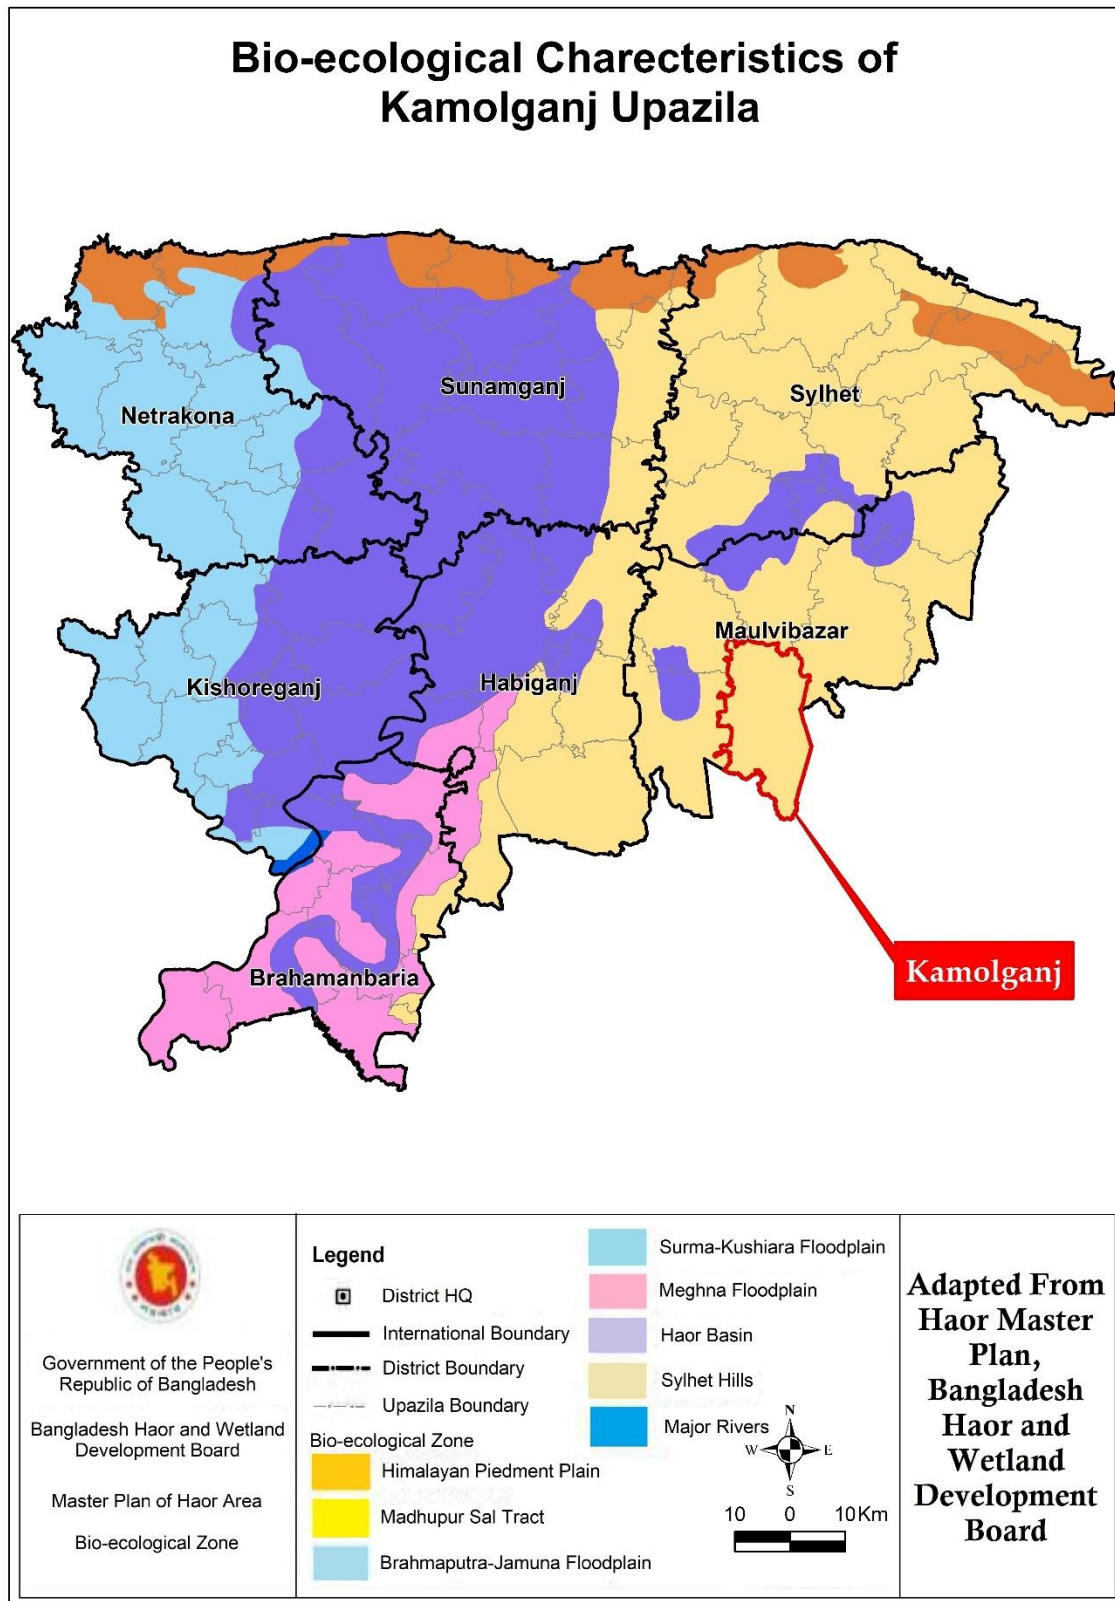 Bio-ecological Charecteristics of
Kamolganj Upazila
Netrakona
Sunamganj
Sylhet
Kishoreganj
Habiganj
Maulvibazar
Brahamanbaria
Kamolganj
Government of the People's
Republic of Bangladesh
Bangladesh Haor and Wetland
Development Board
Master Plan of Haor Area
Bio-ecological Zone
Legend
District HQ
International Boundary
District Boundary
Upazila Boundary
Bio-ecological Zone
Himalayan Piedment Plain
Madhupur Sal Tract
Brahmaputra-Jamuna Floodplain
Surma-Kushiara Floodplain
Meghna Floodplain
Haor Basin
Sylhet Hills
Major Rivers
N
W E
S
10 0 10Km
Adapted From
Haor Master
Plan,
Bangladesh
Haor and
Wetland
Development
Board